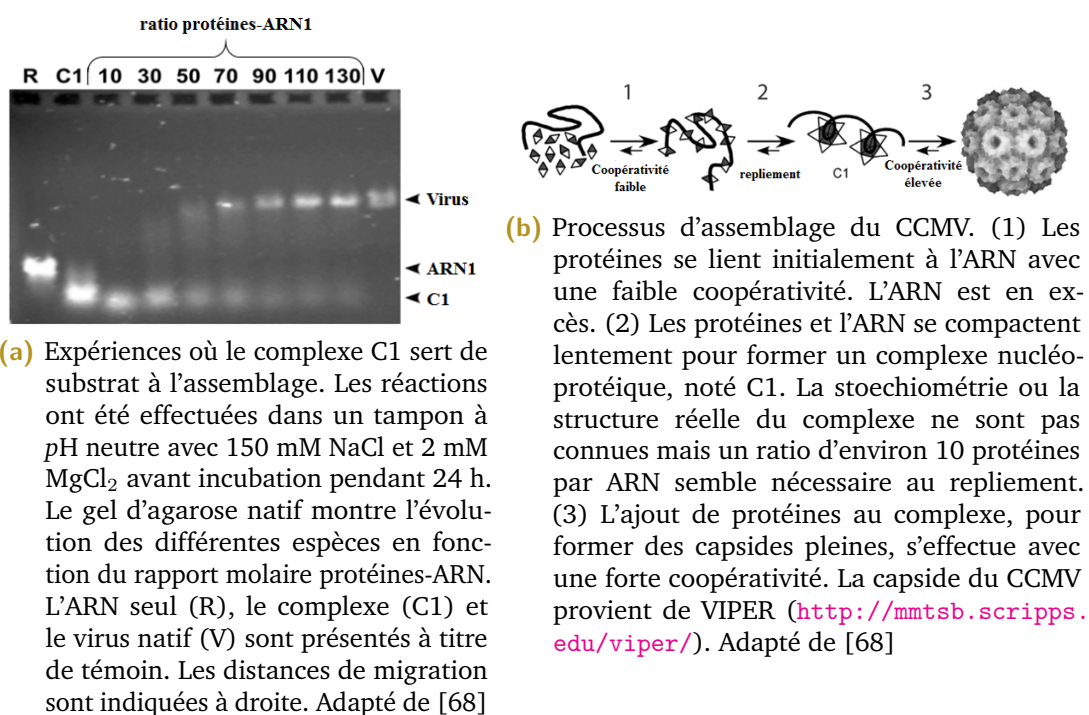 ratio protéines-ARN1
R C1 10 30 50 70 90 110 130 V
Virus
ARN1
C1
(a) Expériences où le complexe C1 sert de
substrat à l'assemblage. Les réactions
ont été effectuées dans un tampon à
pH neutre avec 150 mM NaCl et 2 mM
MgCl₂ avant incubation pendant 24 h.
Le gel d'agarose natif montre l'évolu-
tion des différentes espèces en fonc-
tion du rapport molaire protéines-ARN.
L'ARN seul (R), le complexe (C1) et
le virus natif (V) sont présentés à titre
de témoin. Les distances de migration
sont indiquées à droite. Adapté de [68]
1 2 3
Coopérativité
faible
repliement
C1
Coopérativité
élevée
(b) Processus d'assemblage du CCMV. (1) Les
protéines se lient initialement à l'ARN avec
une faible coopérativité. L'ARN est en ex-
cès. (2) Les protéines et l'ARN se compactent
lentement pour former un complexe nucléo-
protéique, noté C1. La stoechiométrie ou la
structure réelle du complexe ne sont pas
connues mais un ratio d'environ 10 protéines
par ARN semble nécessaire au repliement.
(3) L'ajout de protéines au complexe, pour
former des capsides pleines, s'effectue avec
une forte coopérativité. La capside du CCMV
provient de VIPER (http://mmtsb.scripps.
edu/viper/). Adapté de [68]